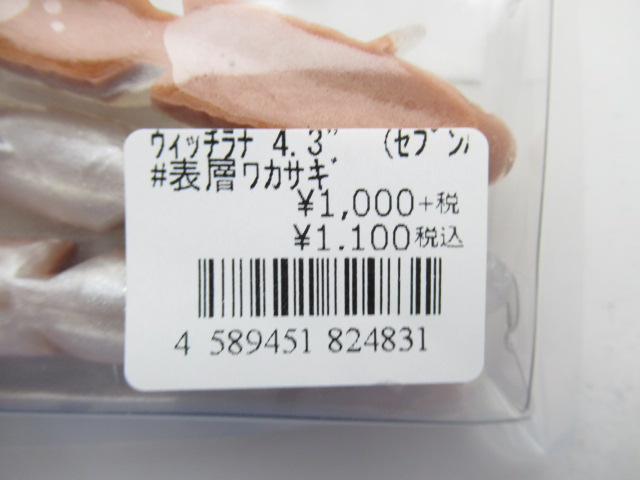 ウィッチラナ 4.3" (セブン
#表層ワカサギ
¥1,000+税
¥1.100税込
4 589451 824831